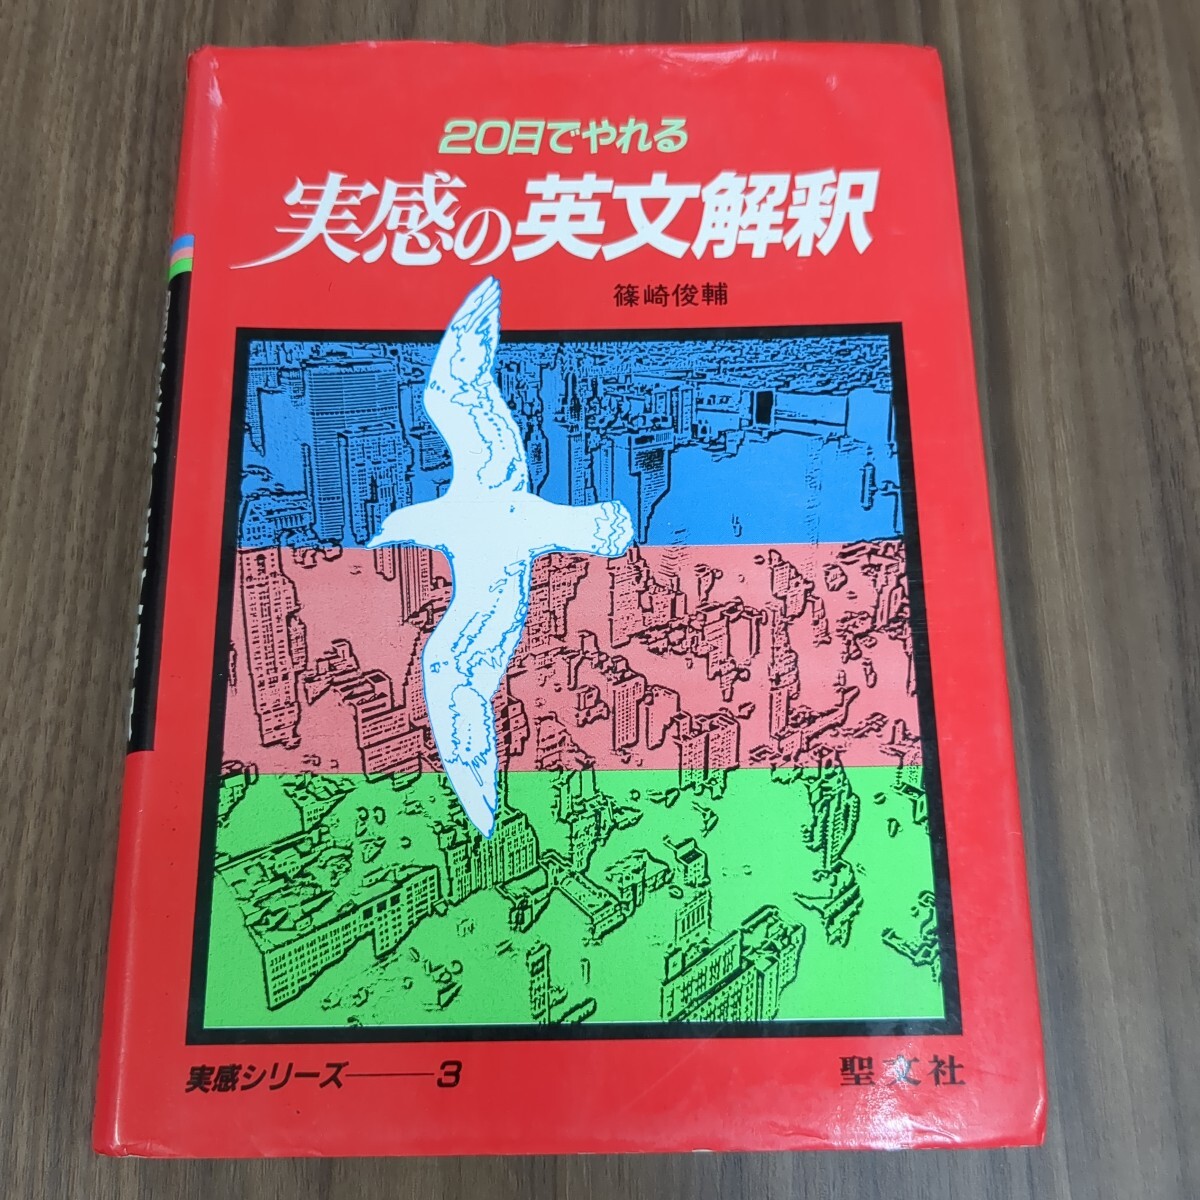 20日でやれる
実感の英文解釈
篠崎俊輔
実感シリーズ――3
聖文社